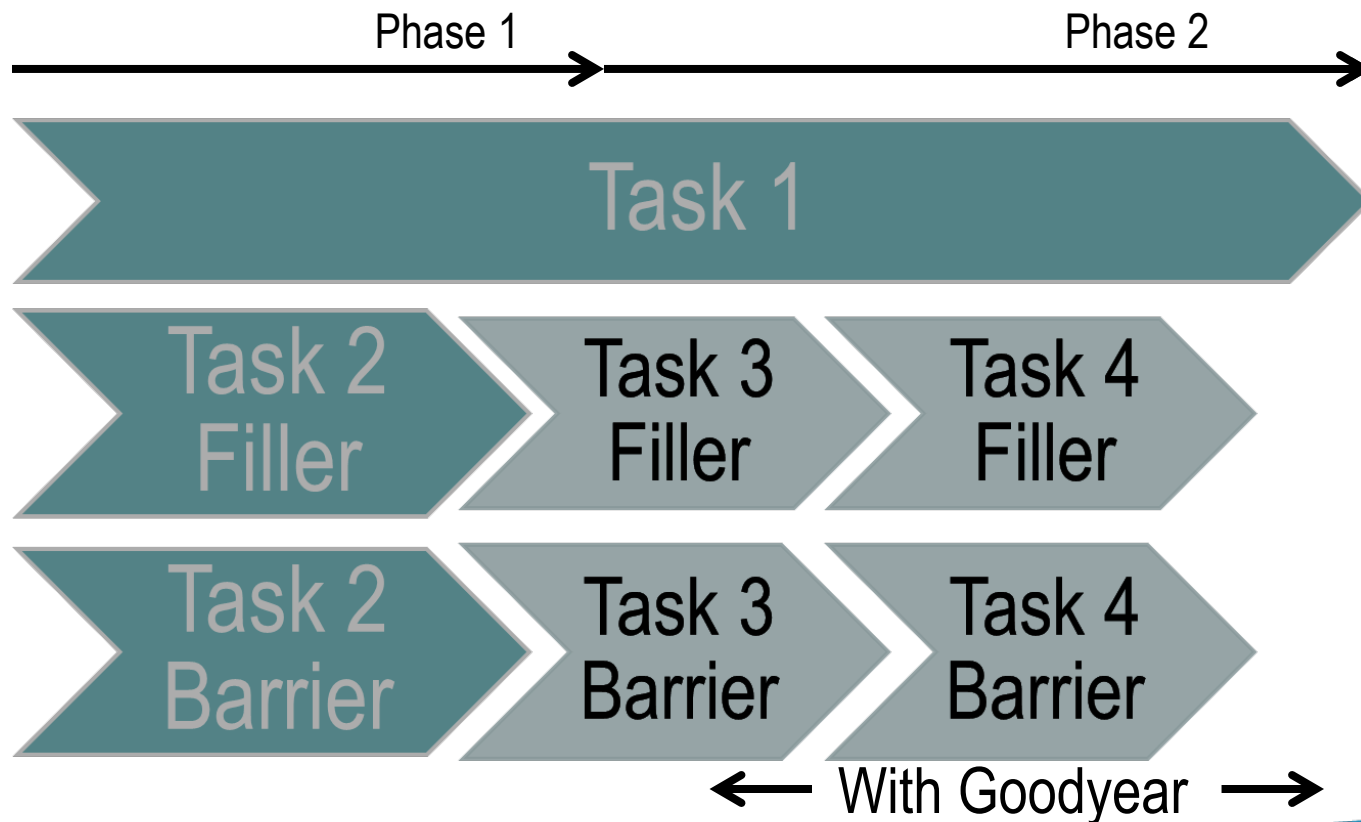 Phase 1
Phase 2
Task 1
Task 2
Filler
Task 3
Filler
Task 4
Filler
Task 2
Barrier
Task 3
Barrier
Task 4
Barrier
With Goodyear